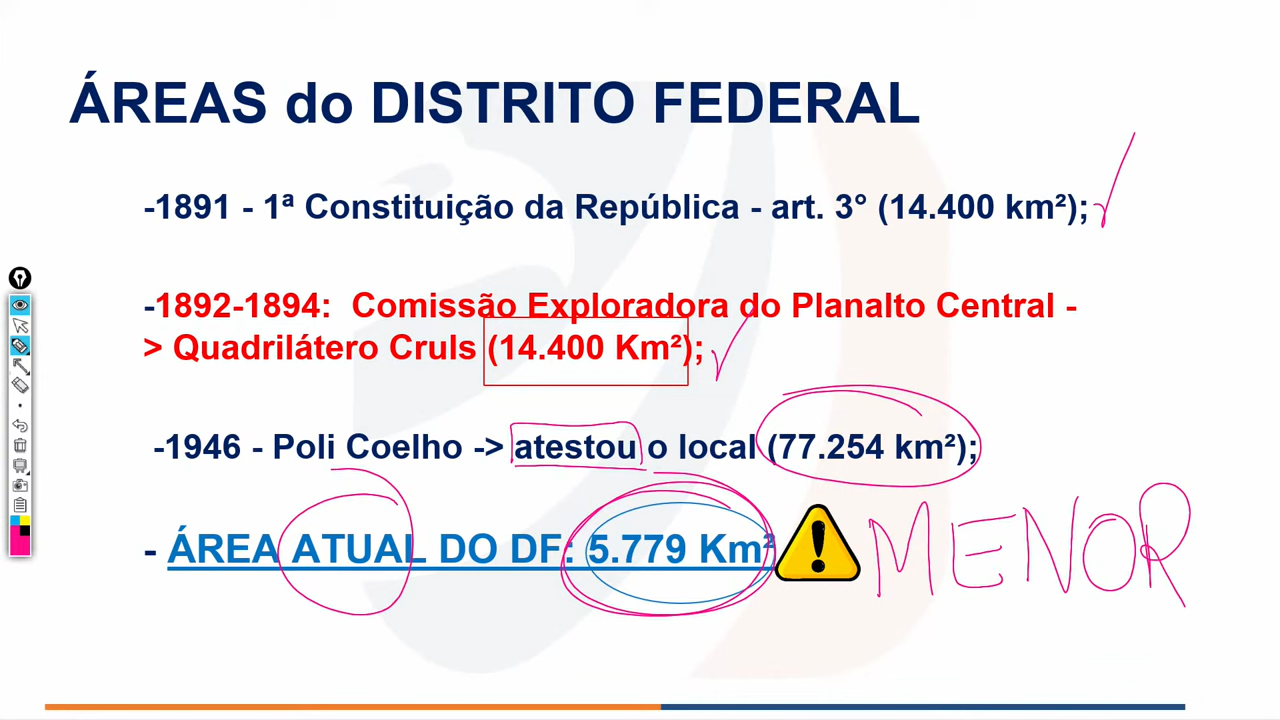 ÁREAS do DISTRITO FEDERAL
-1891 - 1ª Constituição da República - art. 3° (14.400 km²);
-1892-1894: Comissão Exploradora do Planalto Central -
> Quadrilátero Cruls (14.400 Km²);
-1946 - Poli Coelho -> atestou o local (77.254 km²);
- ÁREA ATUAL DO DF: 5.779 Km² MENOR